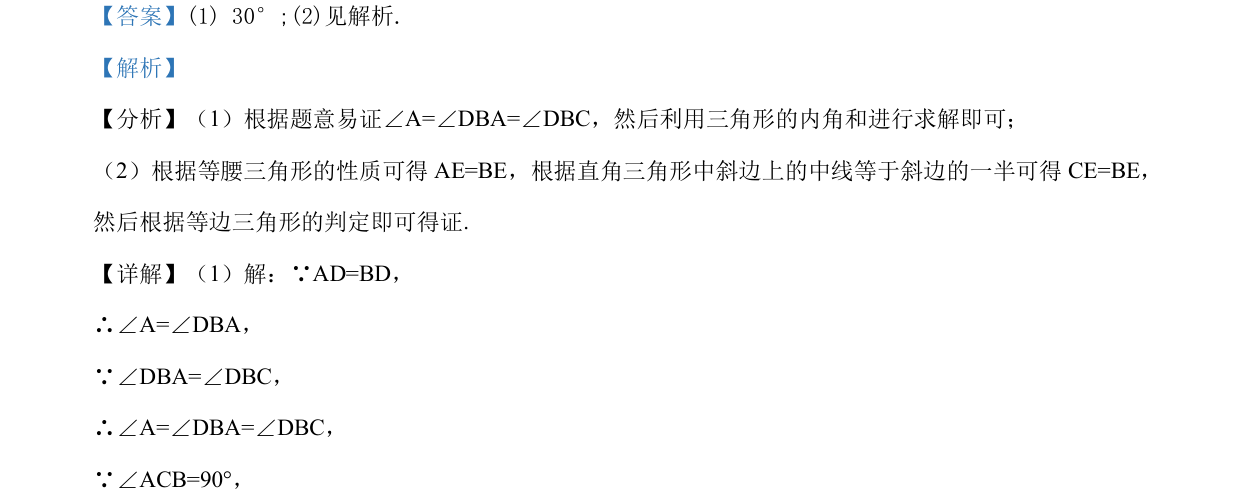 【答案】(1) 30°;(2)见解析.
【解析】
【分析】（1）根据题意易证∠A=∠DBA=∠DBC，然后利用三角形的内角和进行求解即可；
（2）根据等腰三角形的性质可得 AE=BE，根据直角三角形中斜边上的中线等于斜边的一半可得 CE=BE，
然后根据等边三角形的判定即可得证.
【详解】（1）解：∵AD=BD，
∴∠A=∠DBA，
∵∠DBA=∠DBC，
∴∠A=∠DBA=∠DBC，
∵∠ACB=90°，